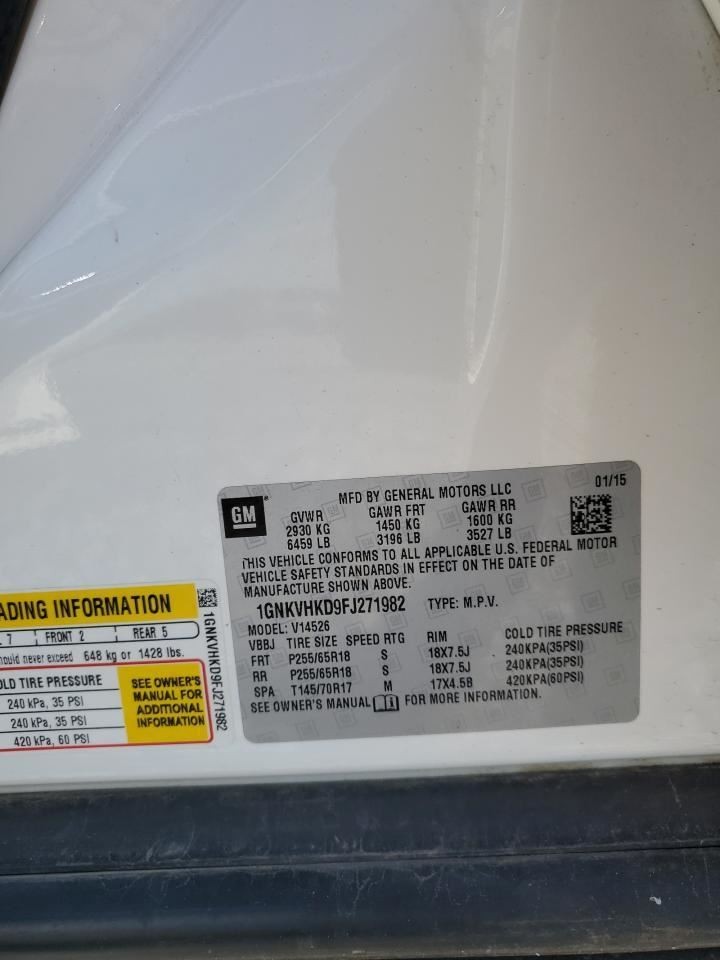 GM
MFD BY GENERAL MOTORS LLC
01/15
GVWR GAWR FRT GAWR RR
2930 KG 1450 KG 1600 KG
6459 LB 3196 LB 3527 LB
THIS VEHICLE CONFORMS TO ALL APPLICABLE U.S. FEDERAL MOTOR
VEHICLE SAFETY STANDARDS IN EFFECT ON THE DATE OF
MANUFACTURE SHOWN ABOVE.
1GNKVHKD9FJ271982 TYPE: M.P.V.
MODEL: V14526
VBBJ TIRE SIZE SPEED RTG RIM COLD TIRE PRESSURE
FRT P255/65R18 S 18X7.5J 240KPA(35PSI)
RR P255/65R18 S 18X7.5J 240KPA(35PSI)
SPA T145/70R17 M 17X4.5B 420KPA(60PSI)
SEE OWNER'S MANUAL FOR MORE INFORMATION.
ADING INFORMATION
7 FRONT 2 REAR 5
hould never exceed 648 kg or 1428 lbs.
OLD TIRE PRESSURE
240 kPa, 35 PSI
240 kPa, 35 PSI
420 kPa, 60 PSI
SEE OWNER'S
MANUAL FOR
ADDITIONAL
INFORMATION
1GNKVHKD9FJ271982